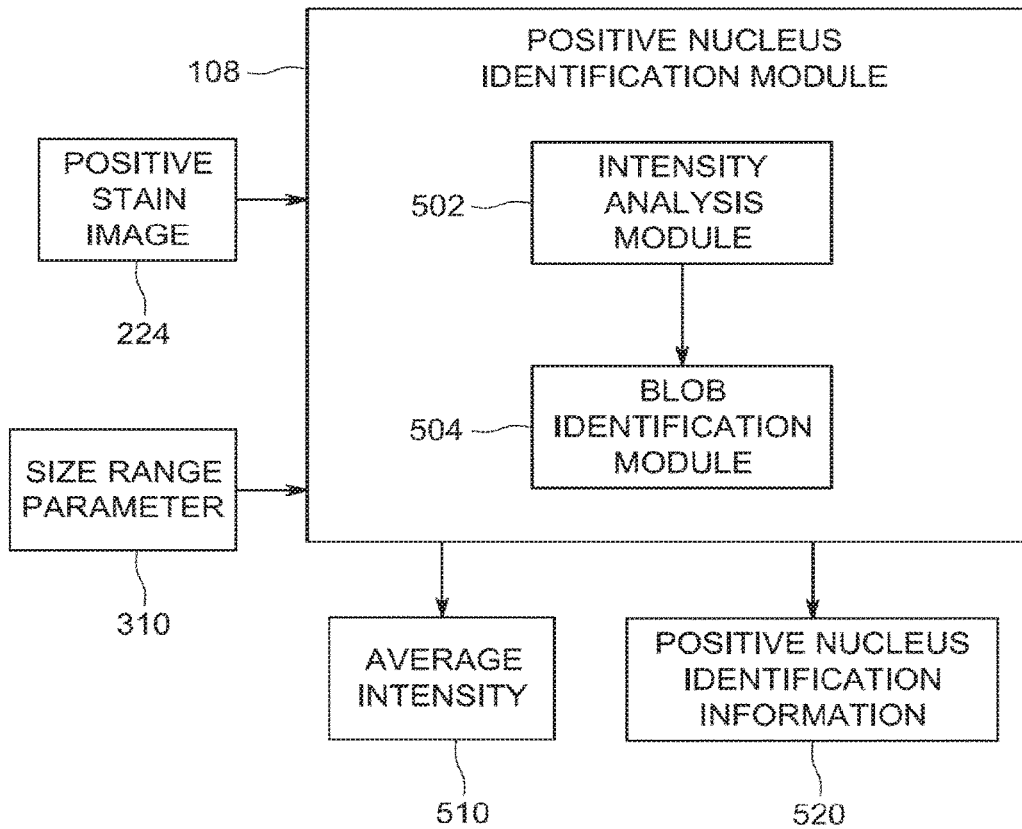 POSITIVE NUCLEUS
IDENTIFICATION MODULE
108
POSITIVE
STAIN
IMAGE
224
INTENSITY
ANALYSIS
MODULE
502
BLOB
IDENTIFICATION
MODULE
504
SIZE RANGE
PARAMETER
310
AVERAGE
INTENSITY
510
POSITIVE NUCLEUS
IDENTIFICATION
INFORMATION
520